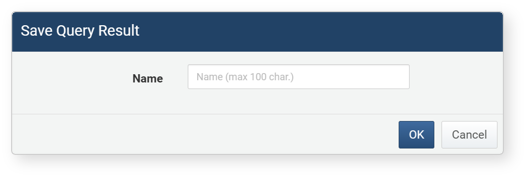 Save Query Result
Name
Name (max 100 char.)
OK
Cancel